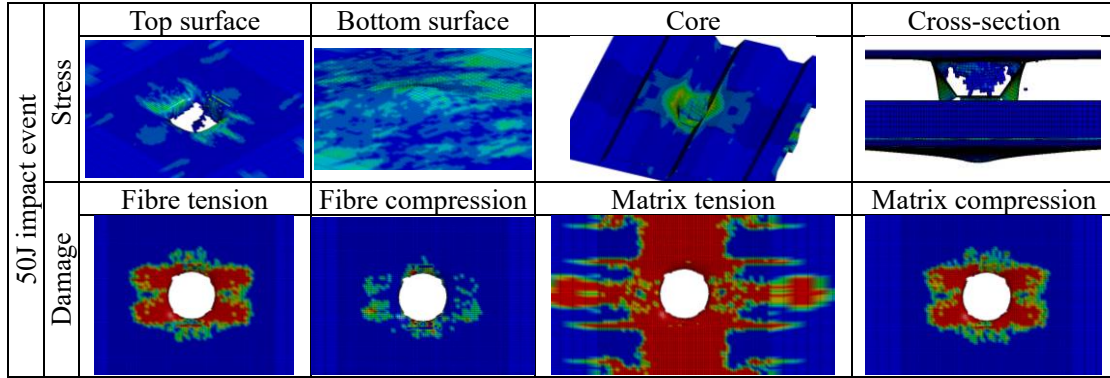 50J impact event
Stress
Top surface
Bottom surface
Core
Cross-section
Damage
Fibre tension
Fibre compression
Matrix tension
Matrix compression